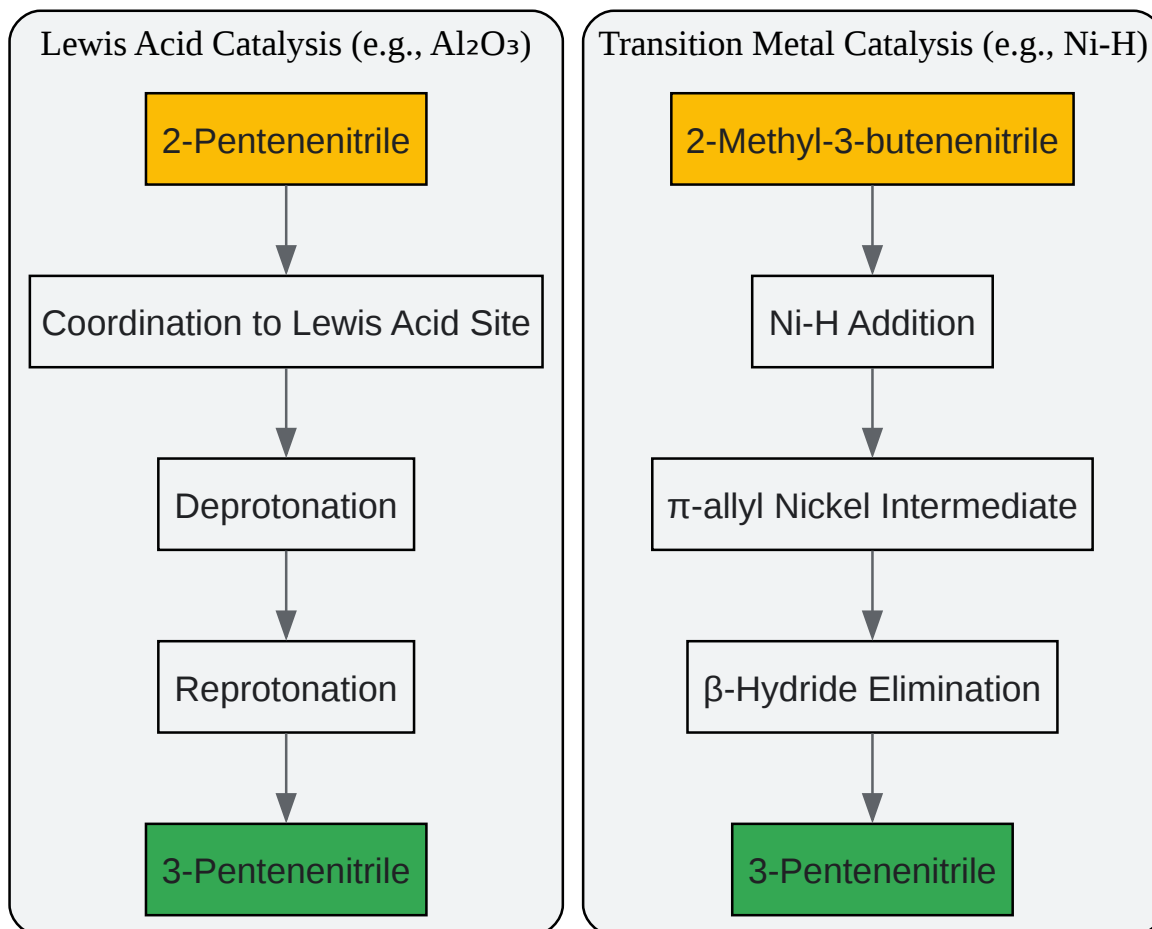 Lewis Acid Catalysis (e.g., Al₂O₃)
2-Pentenenitrile
Coordination to Lewis Acid Site
Deprotonation
Reprotonation
3-Pentenenitrile
Transition Metal Catalysis (e.g., Ni-H)
2-Methyl-3-butenenitrile
Ni-H Addition
π-allyl Nickel Intermediate
β-Hydride Elimination
3-Pentenenitrile